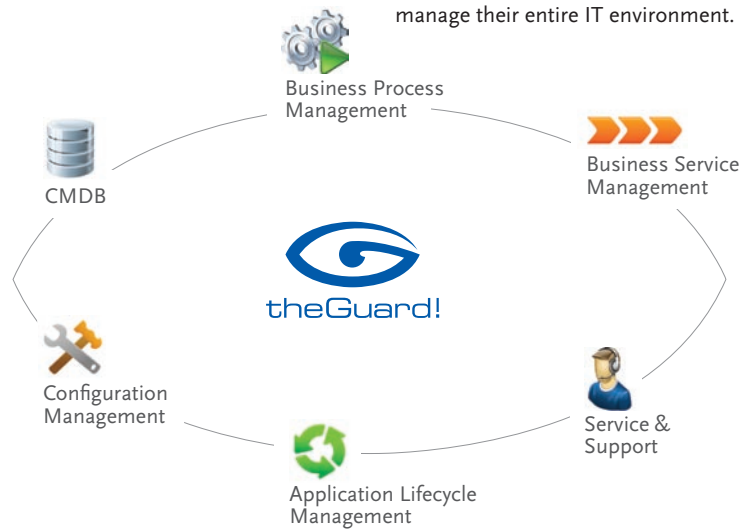 manage their entire IT environment.
Business Process
Management
Business Service
Management
CMDB
theGuard!
Configuration
Management
Service &
Support
Application Lifecycle
Management